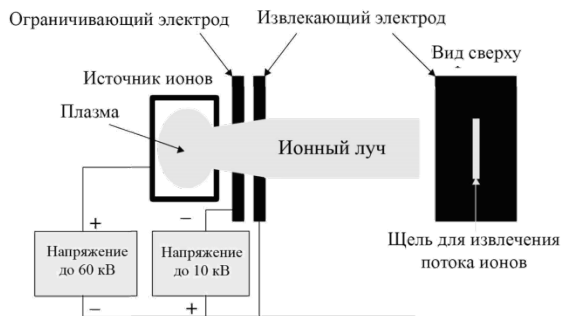 Ограничивающий электрод
Извлекающий электрод
Вид сверху
Источник ионов
Плазма
Ионный луч
+
−
Напряжение
до 60 кВ
Напряжение
до 10 кВ
Щель для извлечения
потока ионов
−
+